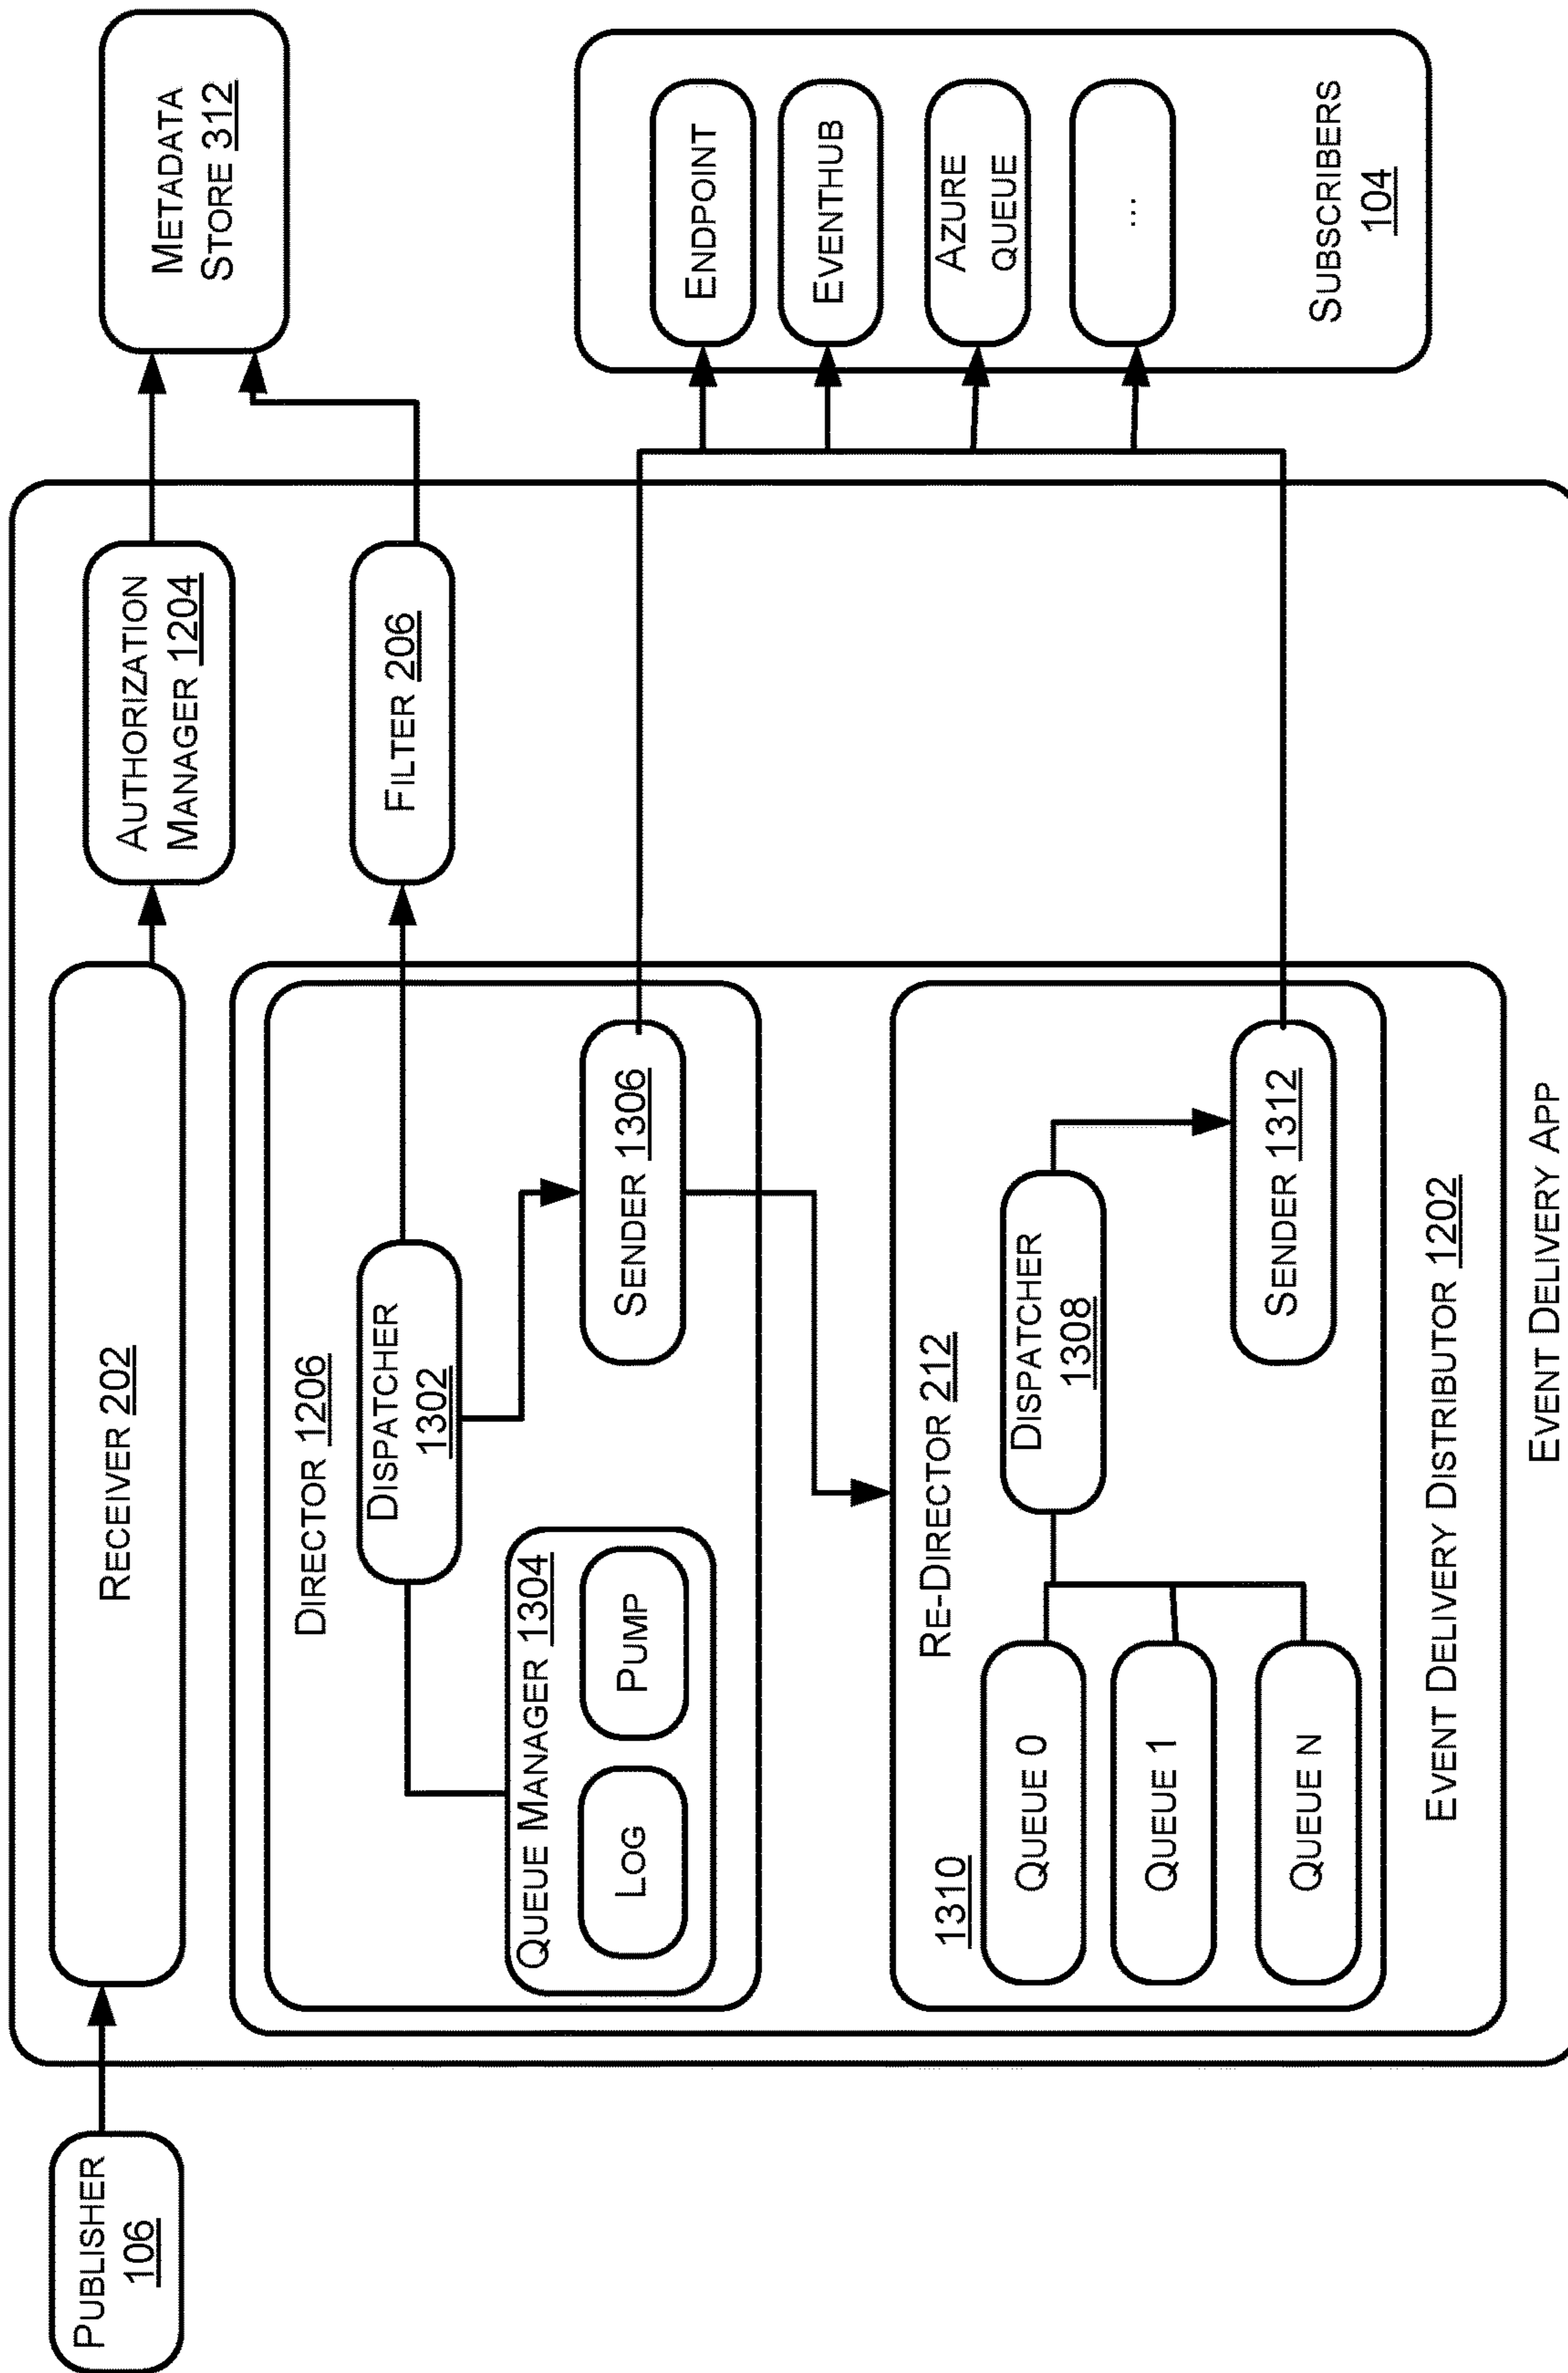 PUBLISHER
106
RECEIVER 202
AUTHORIZATION
MANAGER 1204
METADATA
STORE 312
DIRECTOR 1206
DISPATCHER
1302
FILTER 206
QUEUE MANAGER 1304
LOG
PUMP
SENDER 1306
RE-DIRECTOR 212
1310
QUEUE 0
QUEUE 1
QUEUE N
DISPATCHER
1308
SENDER 1312
EVENT DELIVERY DISTRIBUTOR 1202
EVENT DELIVERY APP
ENDPOINT
EVENTHUB
AZURE
QUEUE
...
SUBSCRIBERS
104